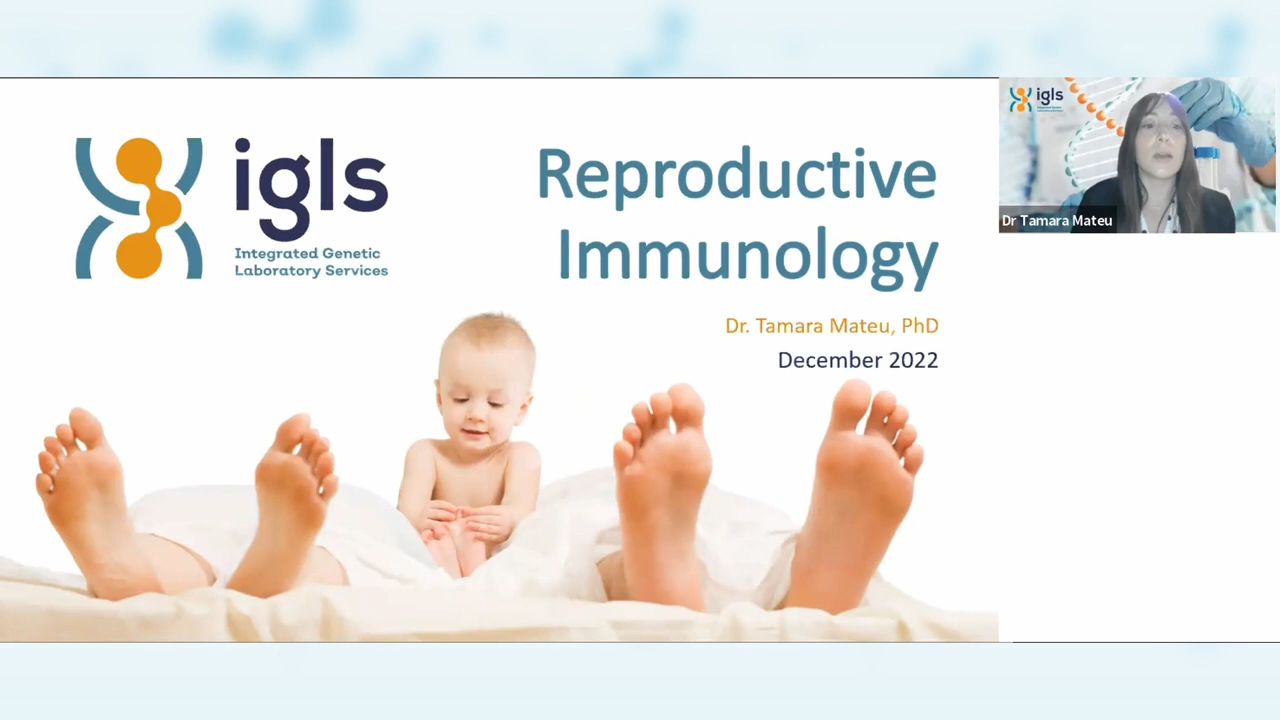 igls
Integrated Genetic
Laboratory Services
Reproductive
Immunology
Dr. Tamara Mateu, PhD
December 2022
igls
Dr Tamara Mateu